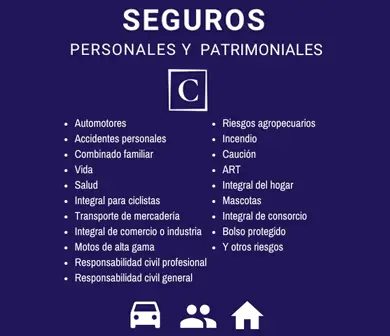 SEGUROS
PERSONALES Y PATRIMONIALES
C
Automotores
Accidentes personales
Combinado familiar
Vida
Salud
Integral para ciclistas
Transporte de mercadería
Integral de comercio o industria
Motos de alta gama
Responsabilidad civil profesional
Responsabilidad civil general
Riesgos agropecuarios
Incendio
Caución
ART
Integral del hogar
Mascotas
Integral de consorcio
Bolso protegido
Y otros riesgos